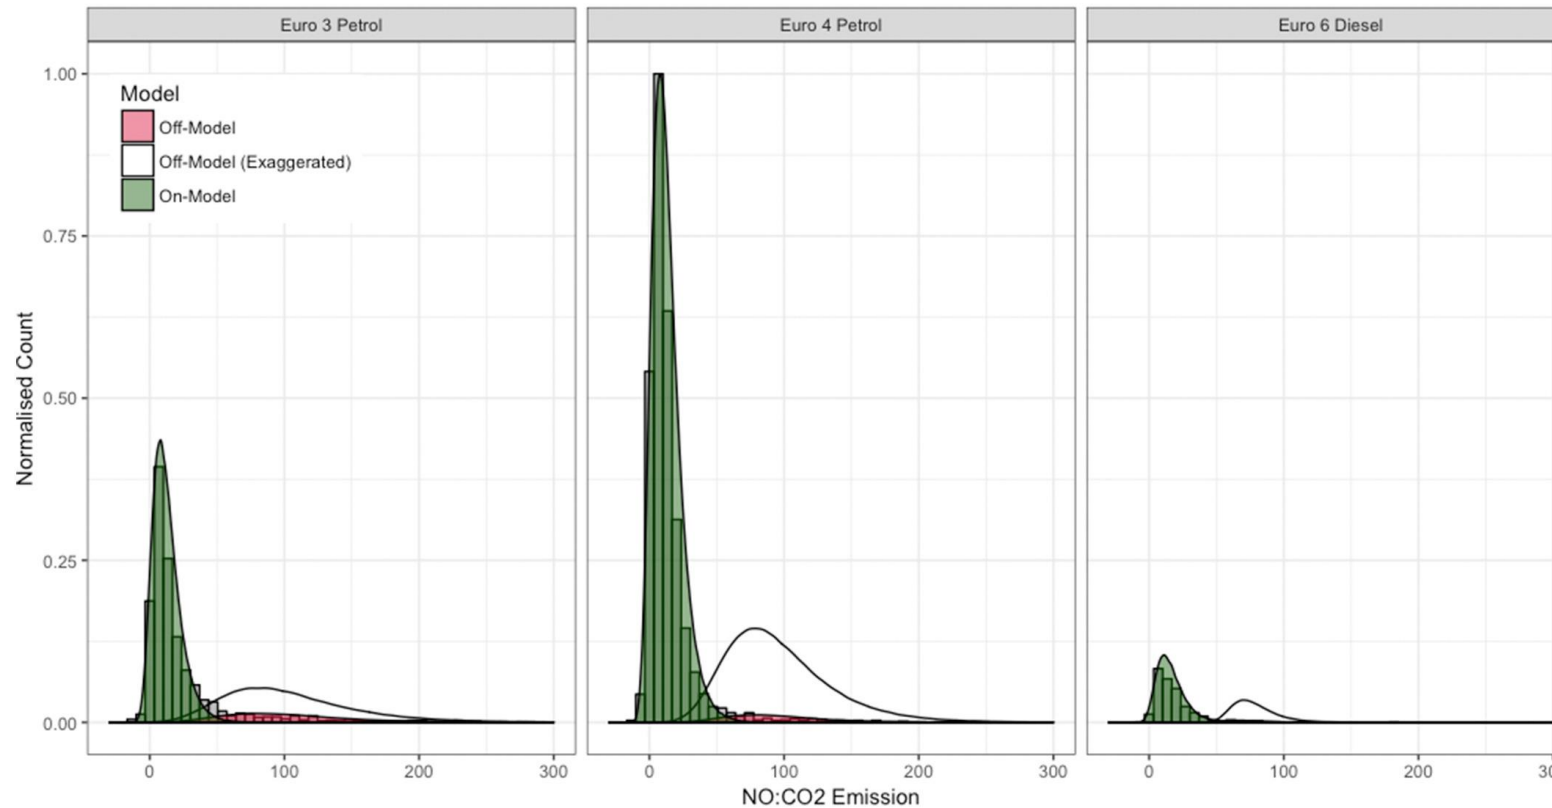 Euro 3 Petrol
Euro 4 Petrol
Euro 6 Diesel
Model
Off-Model
Off-Model (Exaggerated)
On-Model
Normalised Count
1.00
0.75
0.50
0.25
0.00
0 100 200 300
0 100 200 300
0 100 200 30
NO:CO2 Emission